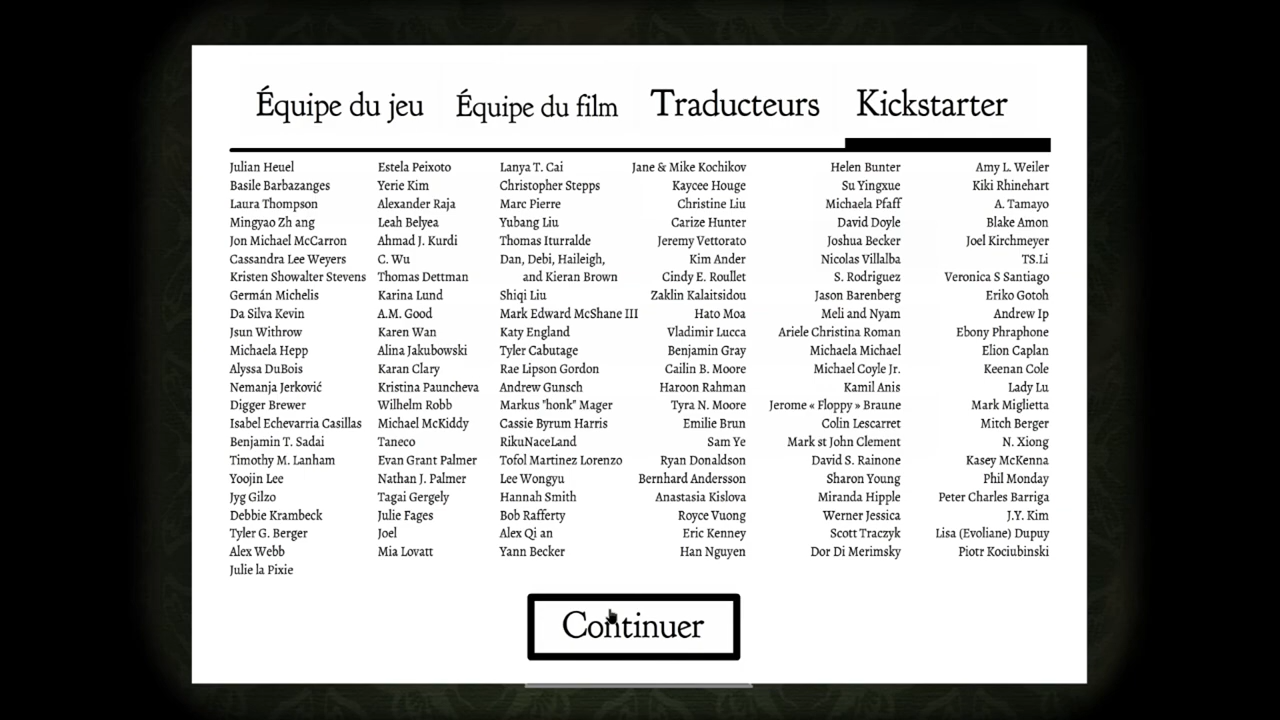 Équipe du jeu
Équipe du film
Traducteurs
Kickstarter
Julian Heuel
Basile Barbazanges
Laura Thompson
Mingyao Zh ang
Jon Michael McCarron
Cassandra Lee Weyers
Kristen Showalter Stevens
Germán Michelis
Da Silva Kevin
Jsun Withrow
Michaela Hepp
Alyssa DuBois
Nemanja Jerković
Digger Brewer
Isabel Echevarria Casillas
Benjamin T. Sadai
Timothy M. Lanham
Yoojin Lee
Jyg Gilzo
Debbie Krambeck
Tyler G. Berger
Alex Webb
Julie la Pixie
Estela Peixoto
Yerie Kim
Alexander Raja
Leah Belyea
Ahmad J. Kurdi
C. Wu
Thomas Dettman
Karina Lund
A.M. Good
Karen Wan
Alina Jakubowski
Karan Clary
Kristina Pauncheva
Wilhelm Robb
Michael McKiddy
Taneco
Evan Grant Palmer
Nathan J. Palmer
Tagai Gergely
Julie Fages
Joel
Mia Lovatt
Lanya T. Cai
Christopher Stepps
Marc Pierre
Yubang Liu
Thomas Iturralde
Dan, Debi, Haileigh,
and Kieran Brown
Shiqi Liu
Mark Edward McShane III
Katy England
Tyler Cabutage
Rae Lipson Gordon
Andrew Gunsch
Markus "honk" Mager
Cassie Byrum Harris
RikuNaceLand
Tofol Martinez Lorenzo
Lee Wongyu
Hannah Smith
Bob Rafferty
Alex Qi an
Yann Becker
Jane & Mike Kochikov
Kaycee Houge
Christine Liu
Carize Hunter
Jeremy Vettorato
Kim Ander
Cindy E. Roullet
Zaklin Kalaitsidou
Hato Moa
Vladimir Lucca
Benjamin Gray
Cailin B. Moore
Haroon Rahman
Tyra N. Moore
Emilie Brun
Sam Ye
Ryan Donaldson
Bernhard Andersson
Anastasia Kislova
Royce Vuong
Eric Kenney
Han Nguyen
Helen Bunter
Su Yingxue
Michaela Pfaff
David Doyle
Joshua Becker
Nicolas Villalba
S. Rodriguez
Jason Barenberg
Meli and Nyam
Ariele Christina Roman
Michaela Michael
Michael Coyle Jr.
Kamil Anis
Jerome « Floppy » Braune
Colin Lescarret
Mark st John Clement
David S. Rainone
Sharon Young
Miranda Hipple
Werner Jessica
Scott Traczyk
Dor Di Merimsky
Amy L. Weiler
Kiki Rhinehart
A. Tamayo
Blake Amon
Joel Kirchmeyer
TS.Li
Veronica S Santiago
Eriko Gotoh
Andrew Ip
Ebony Phraphone
Elion Caplan
Keenan Cole
Lady Lu
Mark Miglietta
Mitch Berger
N. Xiong
Kasey McKenna
Phil Monday
Peter Charles Barriga
J.Y. Kim
Lisa (Evoliane) Dupuy
Piotr Kociubinski
Continuer